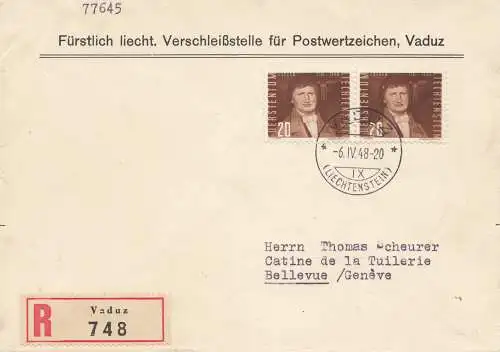 77645
Fürstlich liecht. Verschleißstelle für Postwertzeichen, Vaduz
FÜRSTENTUM LIECHTENSTEIN
20
LIECHTENSTEIN
20
-6.IV.48-20
IX
(LIECHTENSTEIN)
Herrn Thomas Scheurer
Catine de la Tuilerie
Bellevue /Genève
R
Vaduz
748